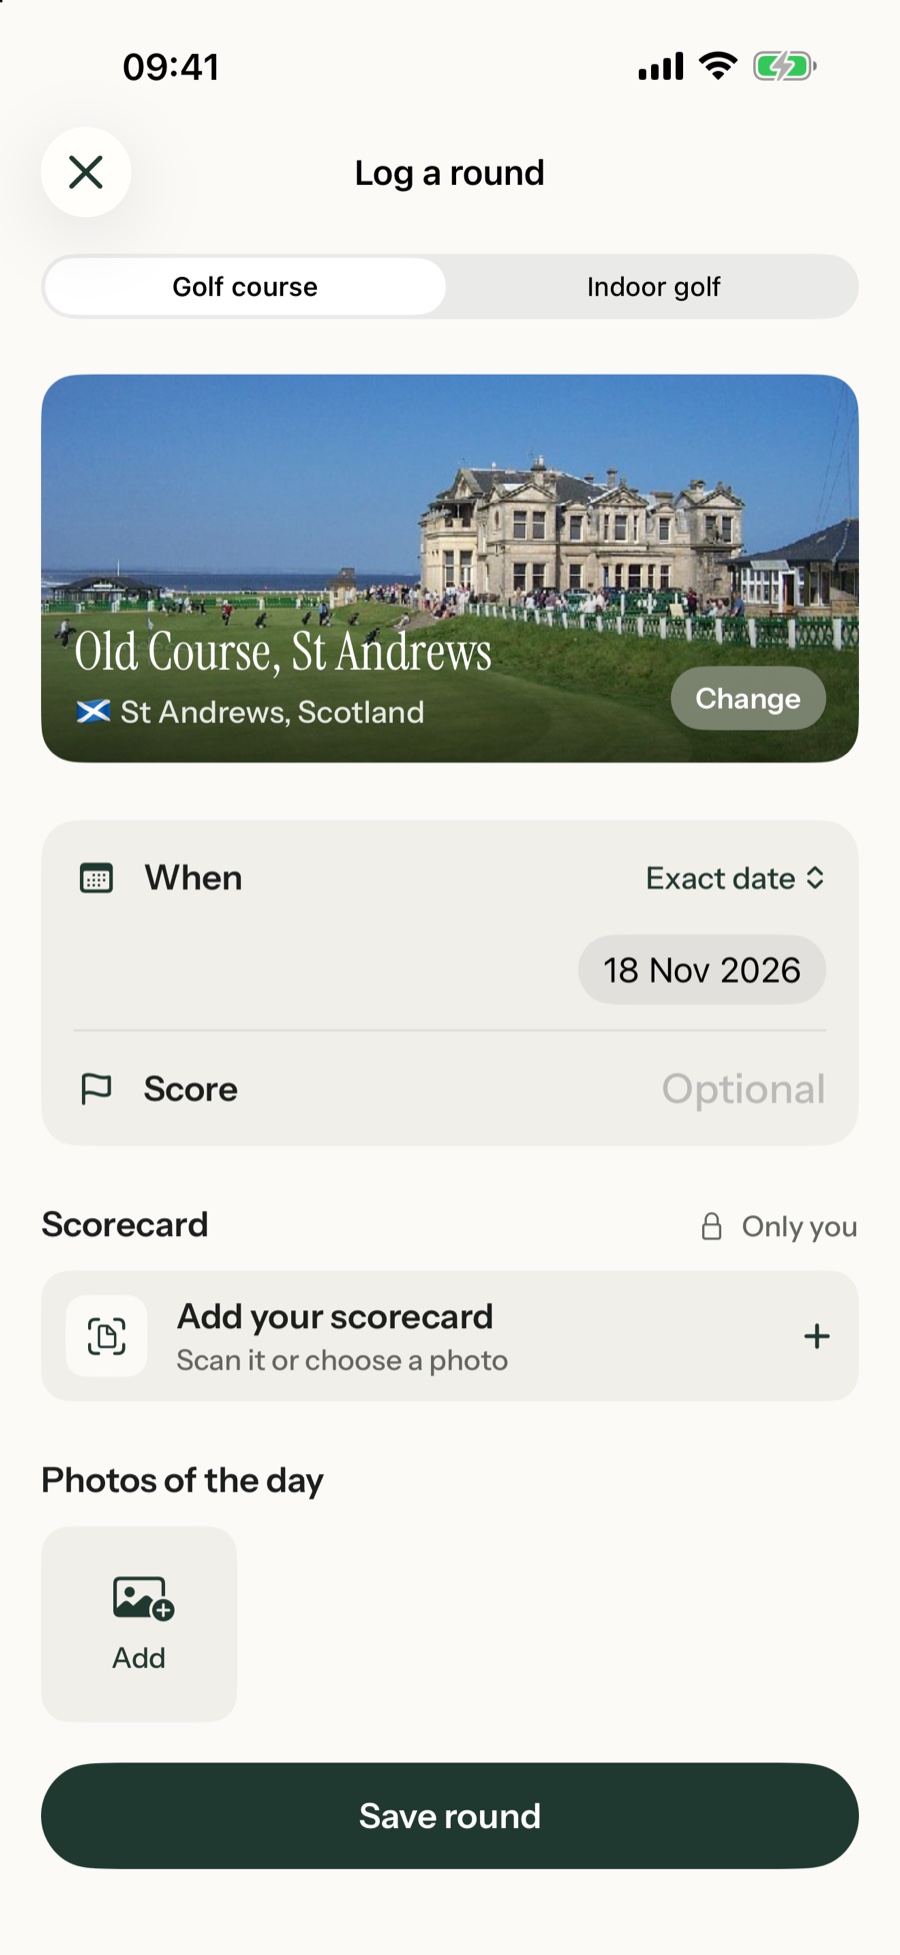 09:41
Log a round
Golf course
Indoor golf
Old Course, St Andrews
🏴󠁧󠁢󠁳󠁣󠁴󠁿 St Andrews, Scotland
Change
When
Exact date
18 Nov 2026
Score
Optional
Scorecard
Only you
Add your scorecard
Scan it or choose a photo
Photos of the day
Add
Save round